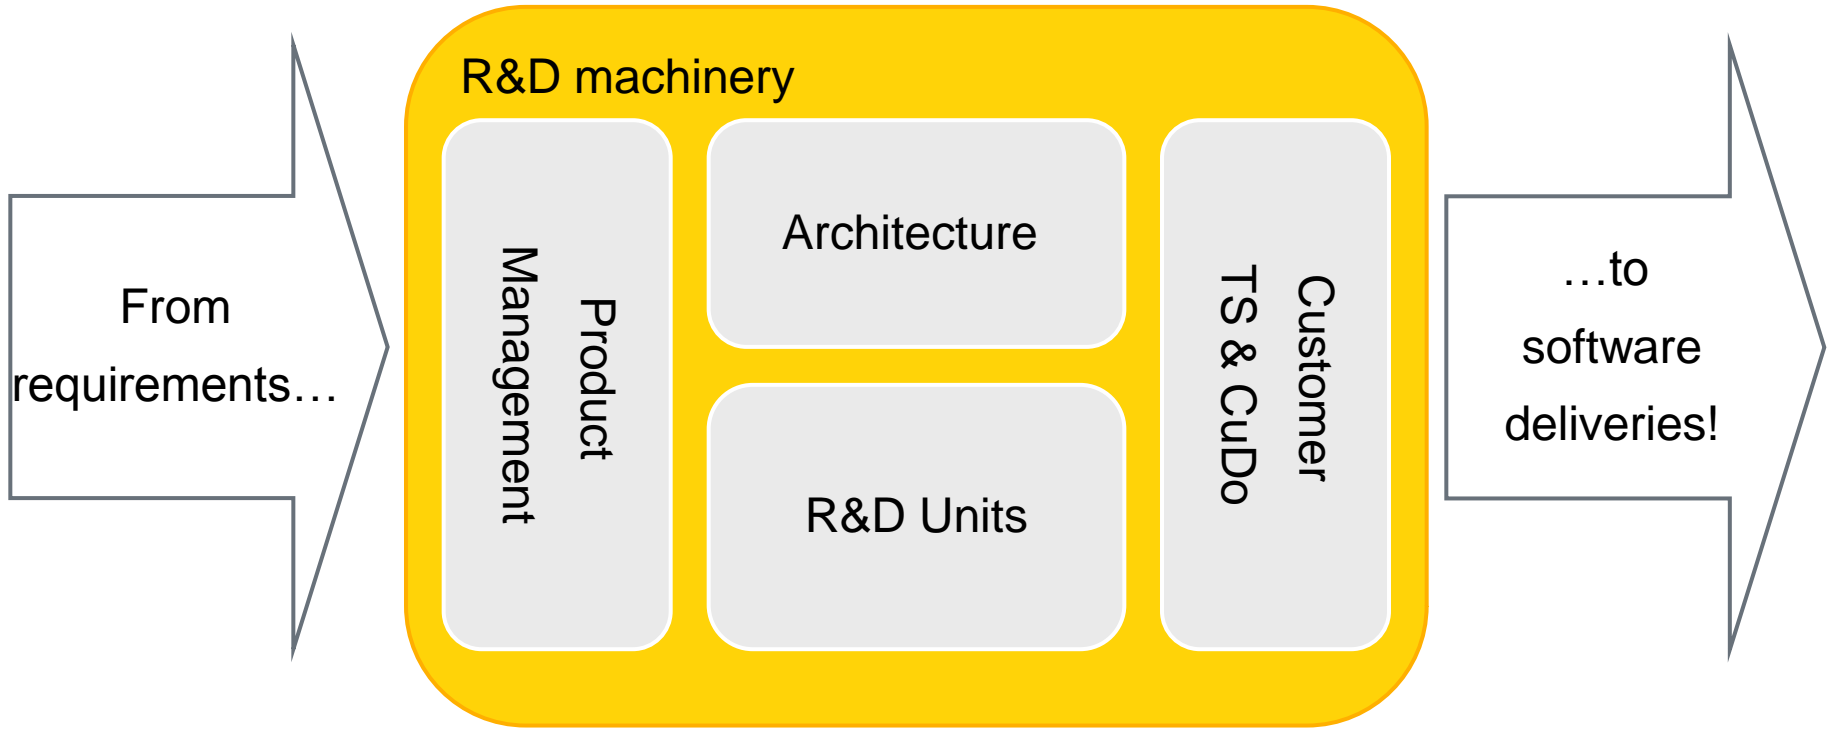 R&D machinery
From
requirements…
Product
Management
Architecture
R&D Units
Customer
TS & CuDo
…to
software
deliveries!